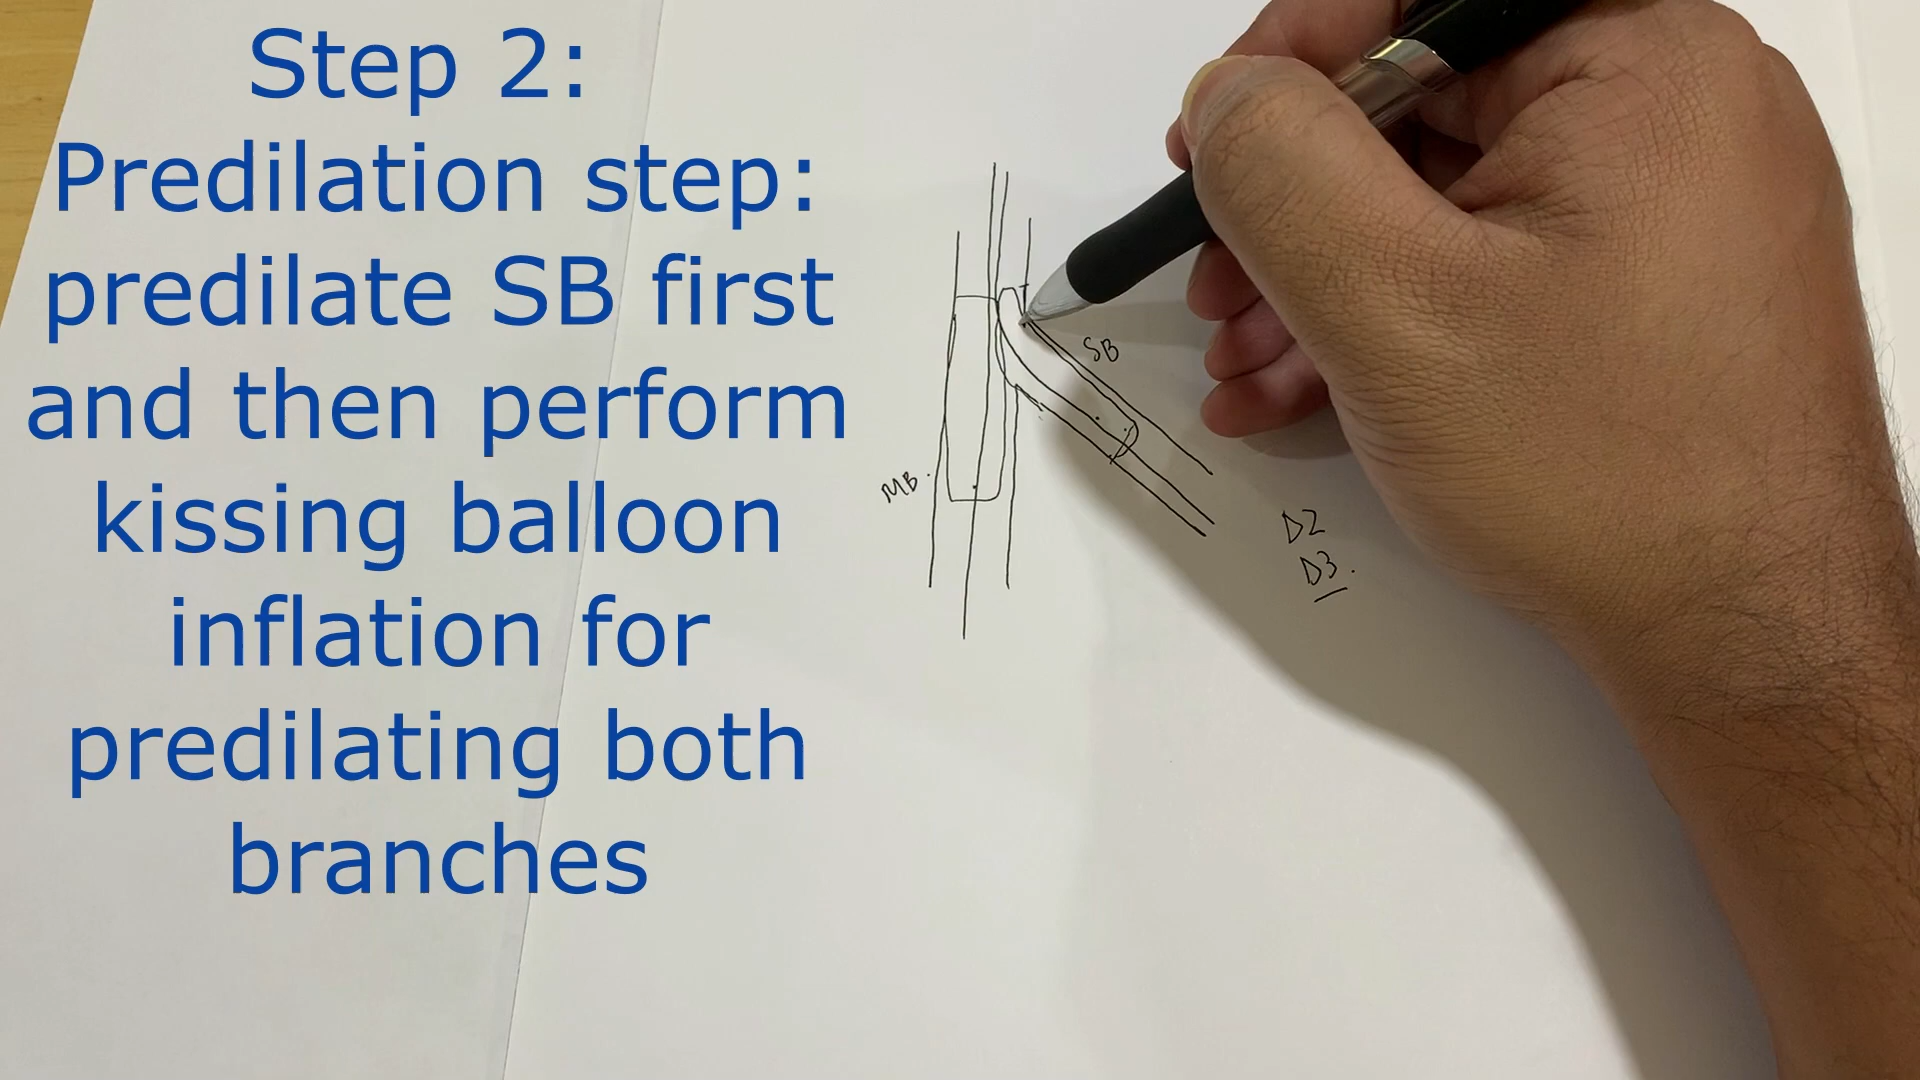 Step 2:
Predilation step:
predilate SB first
and then perform
kissing balloon
inflation for
predilating both
branches
SB
MB.
D2
D3.